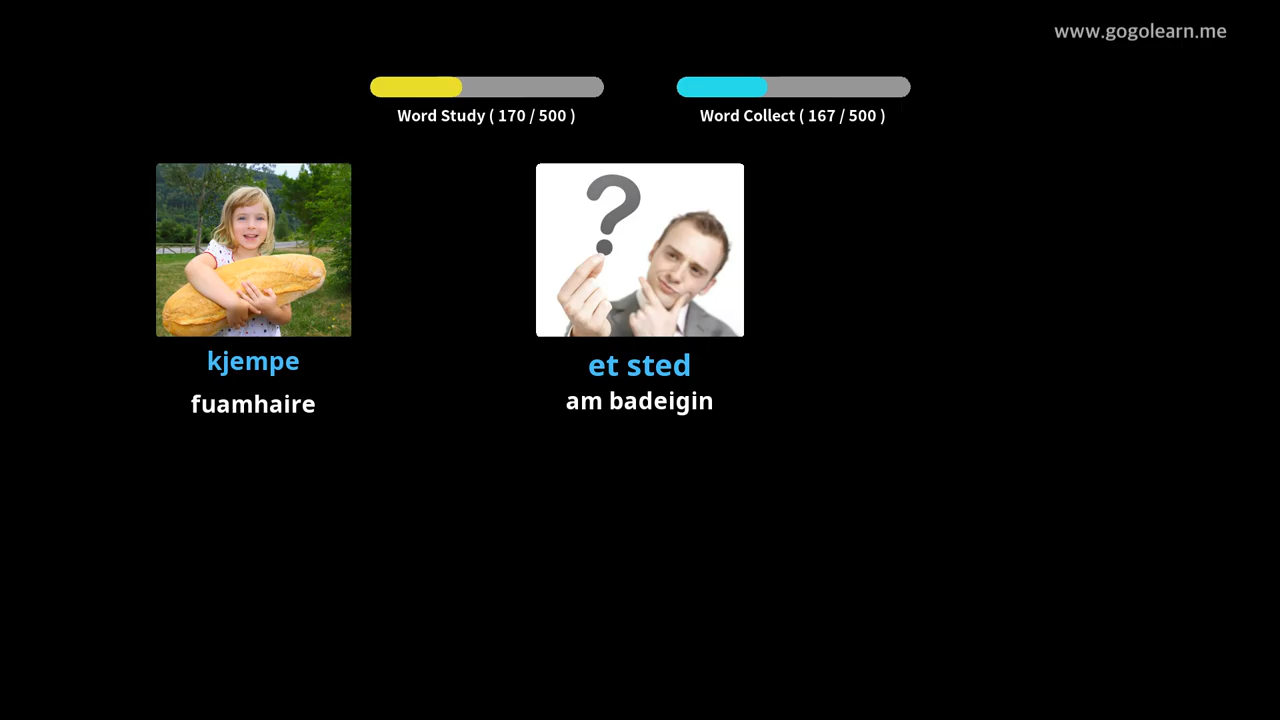 www.gogolearn.me
Word Study ( 170 / 500 )
Word Collect ( 167 / 500 )
kjempe
fuamhaire
et sted
am badeigin